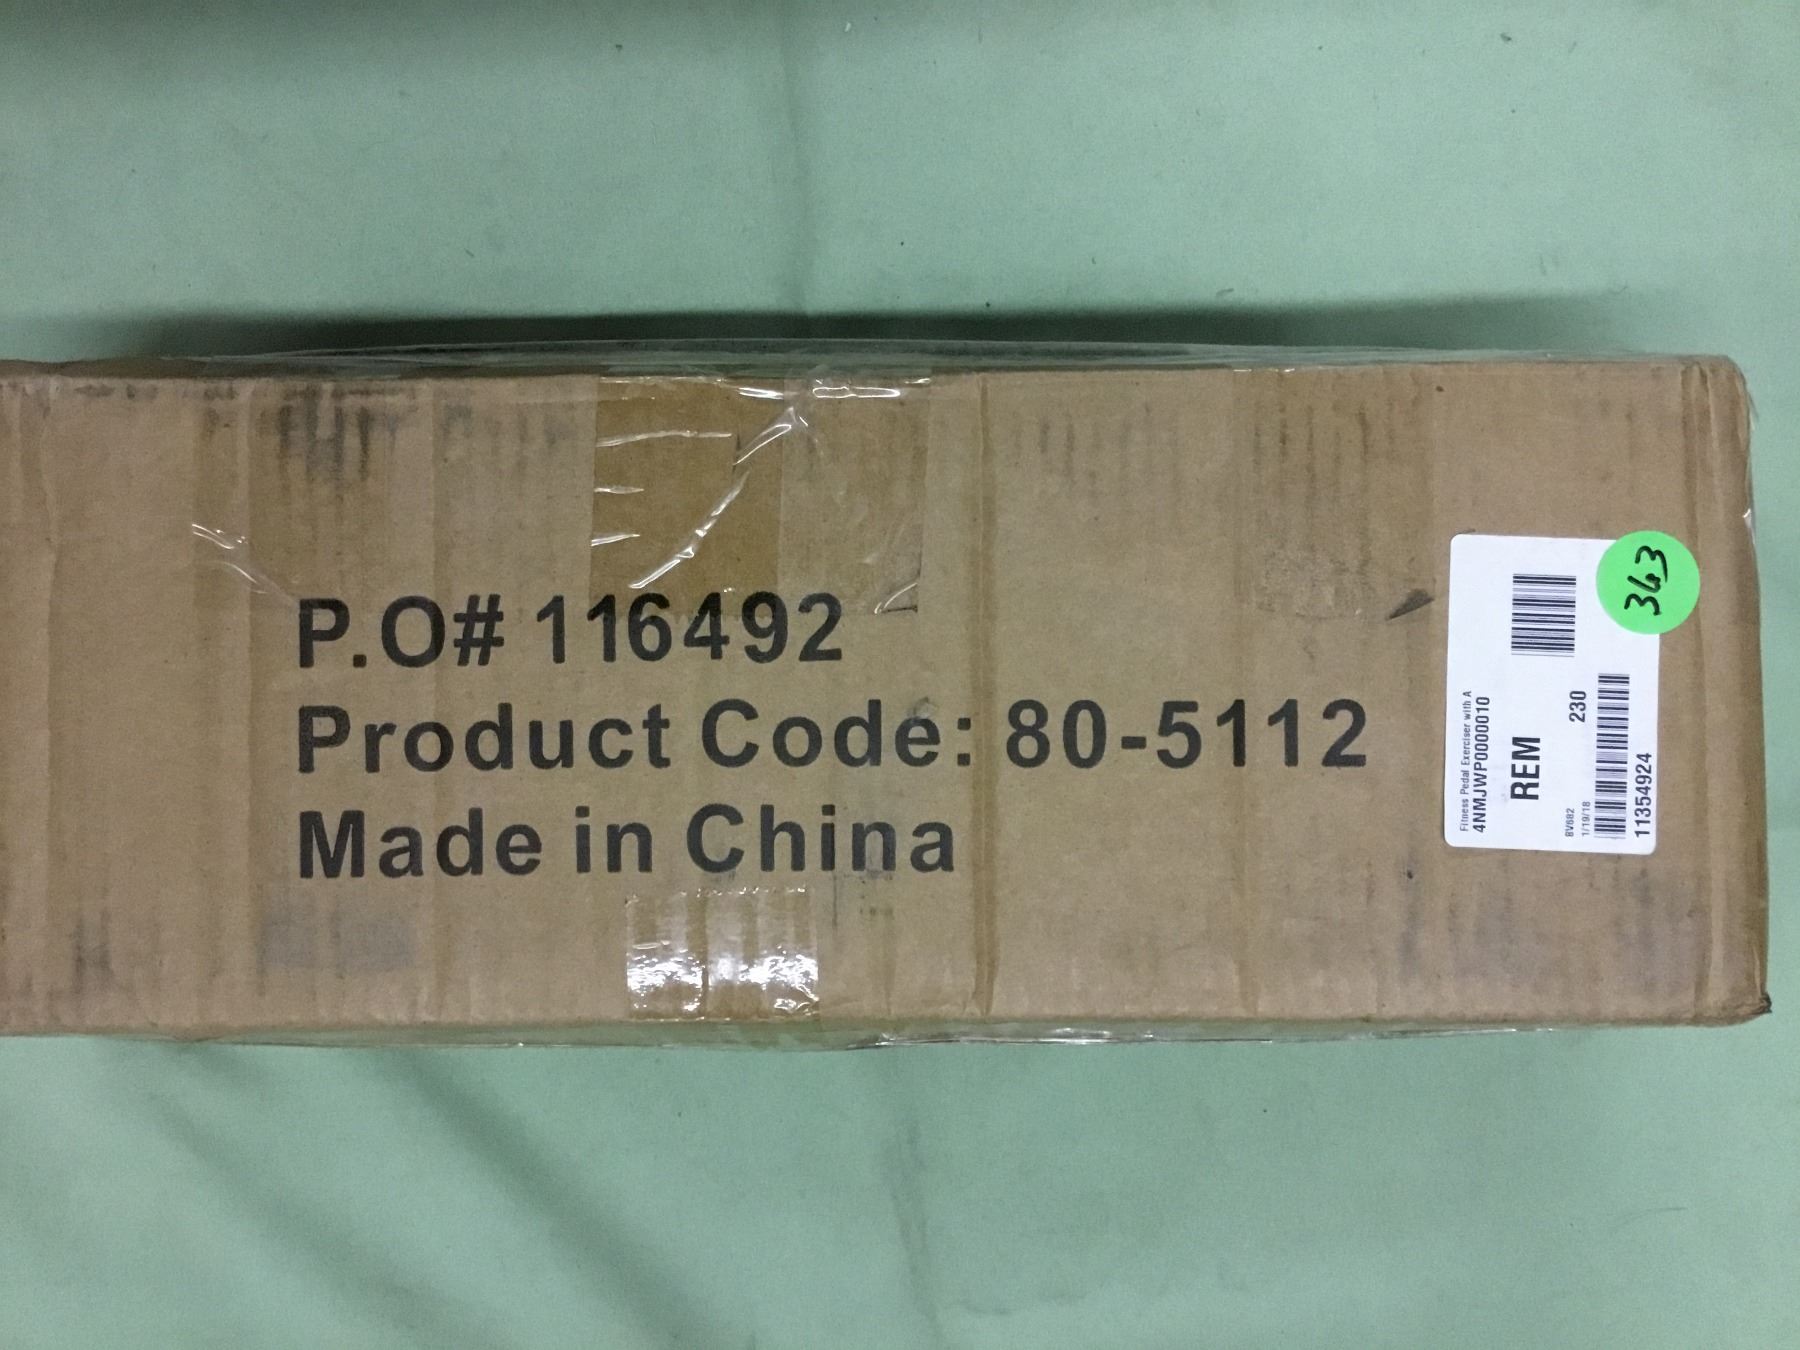 P.O# 116492
Product Code: 80-5112
Made in China
Fitness Pedal Exerciser with A
4NMJWP0000010
REM
230
BV682
1/19/18
11354924
363